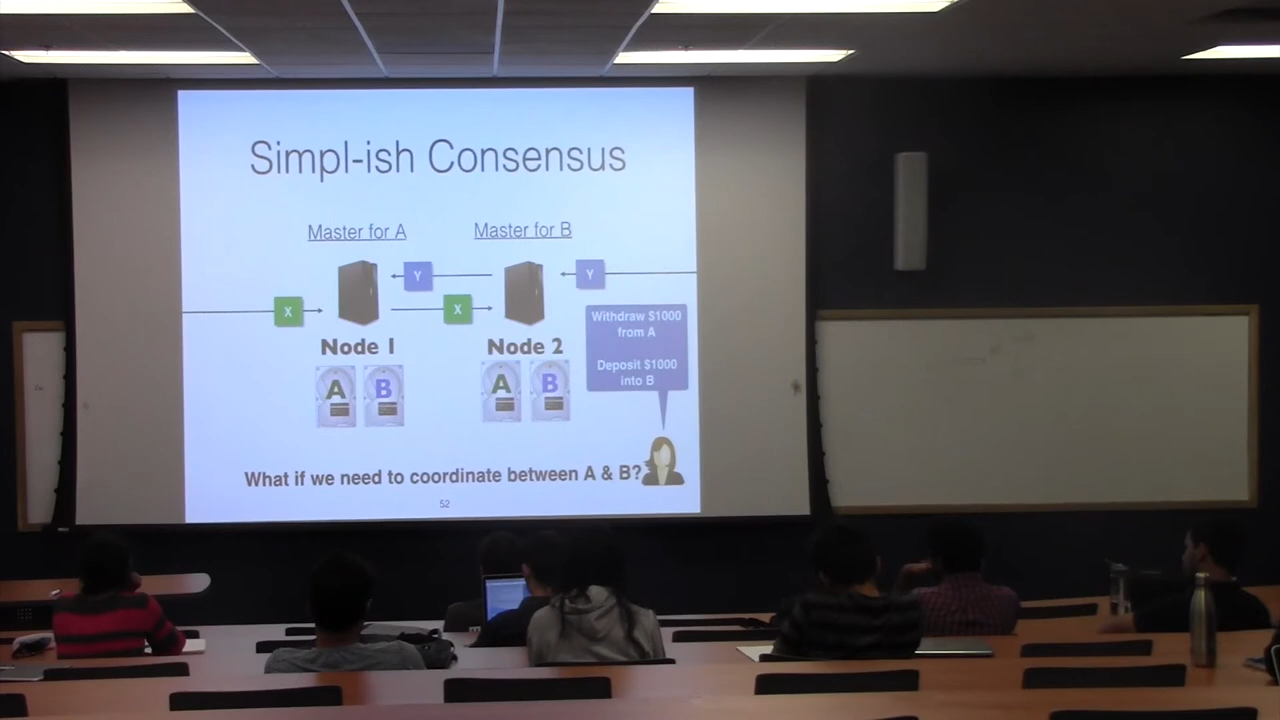 Simpl-ish Consensus
Master for A
Master for B
Y
Y
X
X
Node 1
Node 2
A
B
A
B
Withdraw $1000
from A
Deposit $1000
into B
What if we need to coordinate between A & B?
52